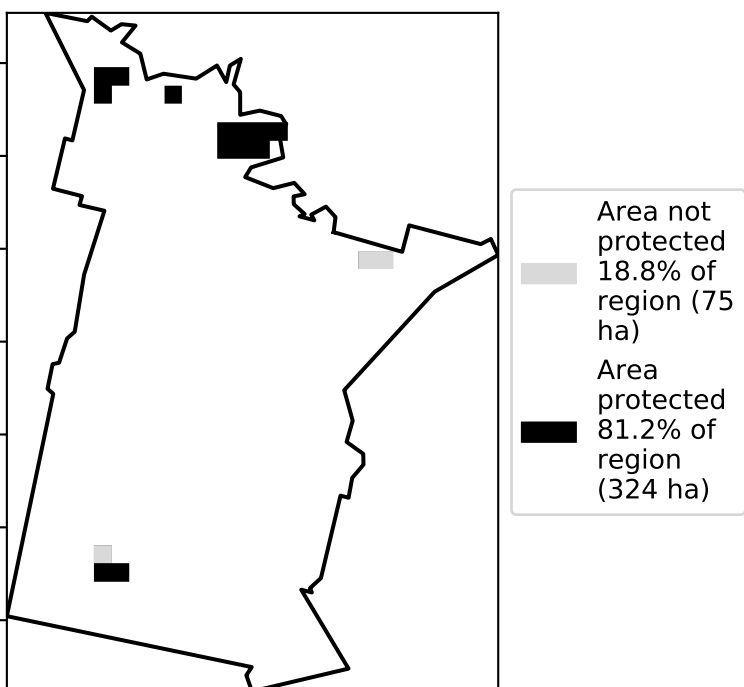 Area not
protected
18.8% of
region (75
ha)
Area
protected
81.2% of
region
(324 ha)